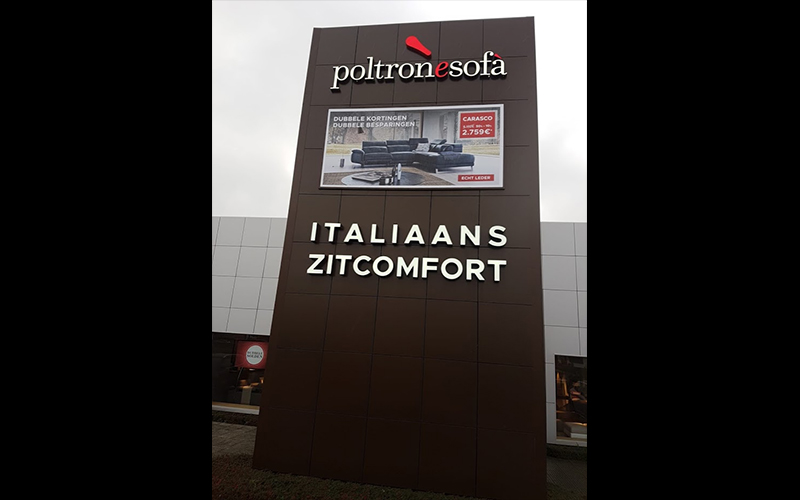 poltronesofà
DUBBELE KORTINGEN
DUBBELE BESPARINGEN
CARASCO
2.759€
ECHT LEDER
ITALIAANS
ZITCOMFORT